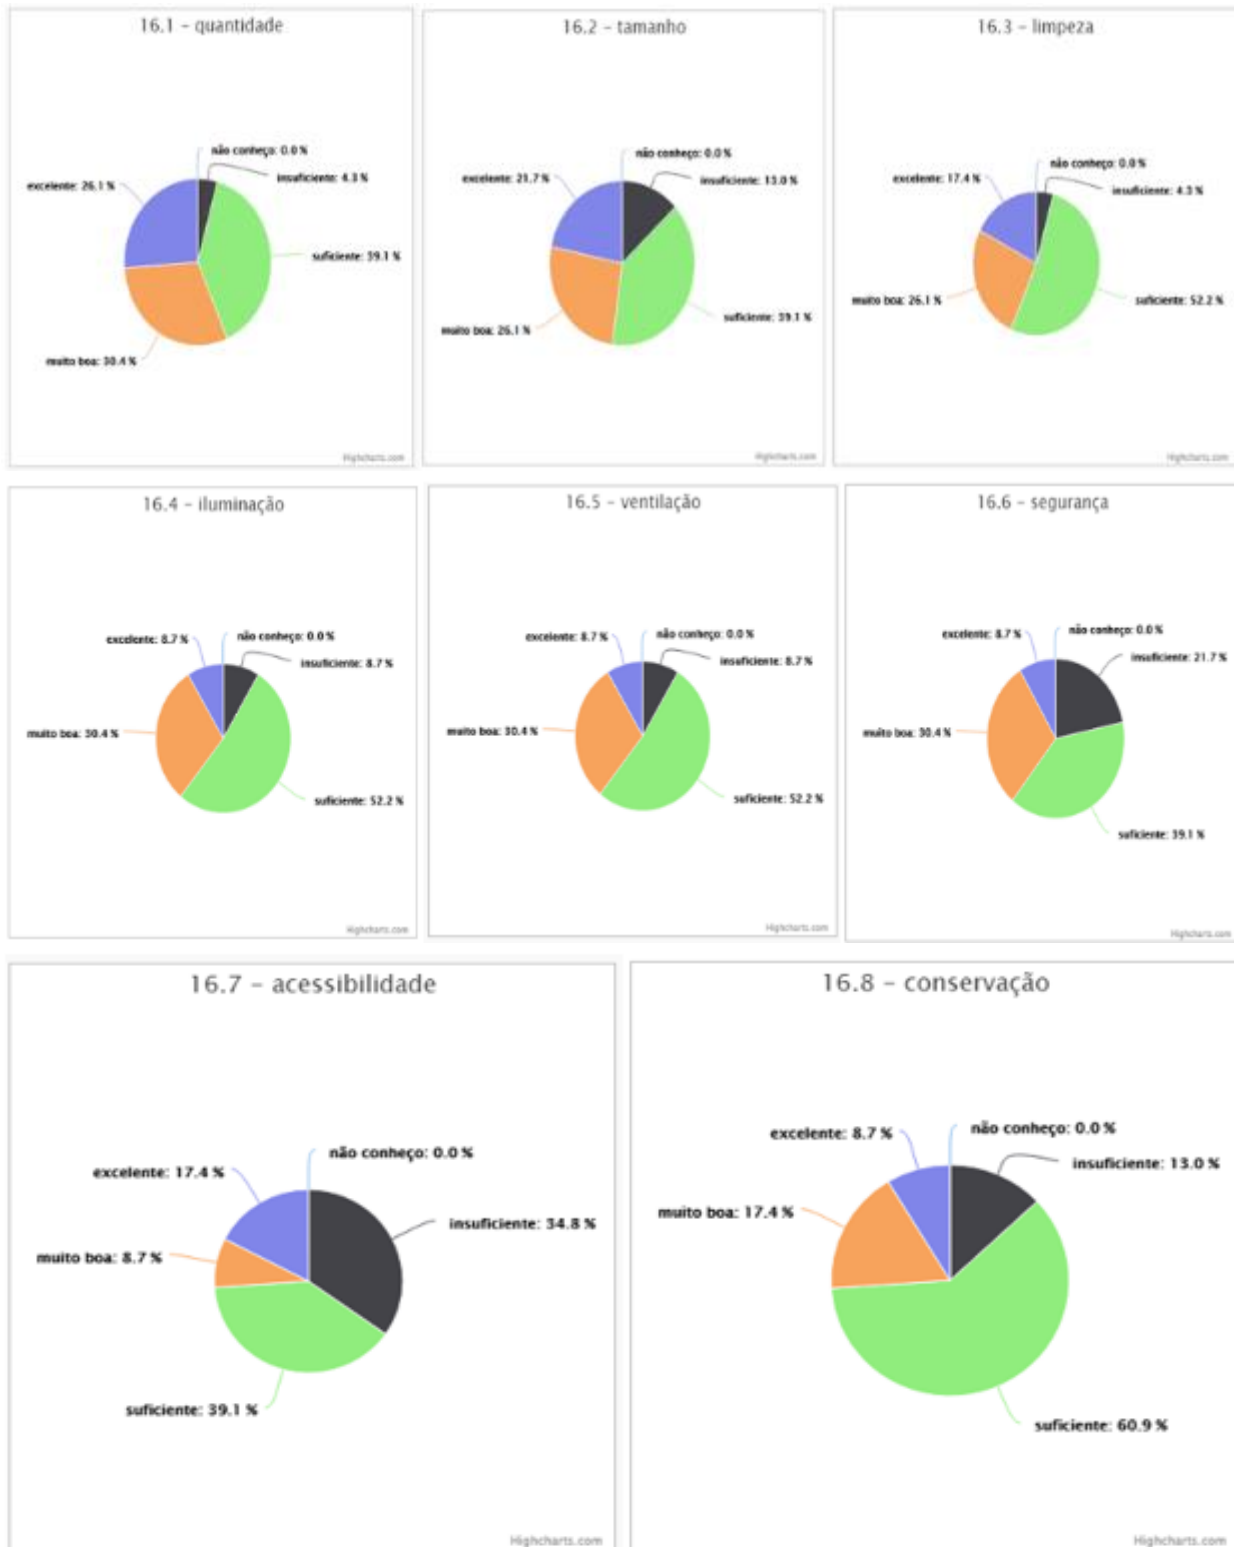 16.1 – quantidade
não conheço: 0.0 %
insuficiente: 4.3 %
excelente: 26.1 %
suficiente: 39.1 %
muito boa: 30.4 %
Highcharts.com
16.2 – tamanho
não conheço: 0.0 %
excelente: 21.7 %
insuficiente: 13.0 %
suficiente: 39.1 %
muito boa: 26.1 %
Highcharts.com
16.3 – limpeza
não conheço: 0.0 %
excelente: 17.4 %
insuficiente: 4.3 %
muito boa: 26.1 %
suficiente: 52.2 %
Highcharts.com
16.4 – iluminação
não conheço: 0.0 %
excelente: 8.7 %
insuficiente: 8.7 %
muito boa: 30.4 %
suficiente: 52.2 %
Highcharts.com
16.5 – ventilação
não conheço: 0.0 %
excelente: 8.7 %
insuficiente: 8.7 %
muito boa: 30.4 %
suficiente: 52.2 %
Highcharts.com
16.6 – segurança
não conheço: 0.0 %
excelente: 8.7 %
insuficiente: 21.7 %
muito boa: 30.4 %
suficiente: 39.1 %
Highcharts.com
16.7 – acessibilidade
não conheço: 0.0 %
excelente: 17.4 %
insuficiente: 34.8 %
muito boa: 8.7 %
suficiente: 39.1 %
Highcharts.com
16.8 – conservação
não conheço: 0.0 %
excelente: 8.7 %
insuficiente: 13.0 %
muito boa: 17.4 %
suficiente: 60.9 %
Highcharts.com